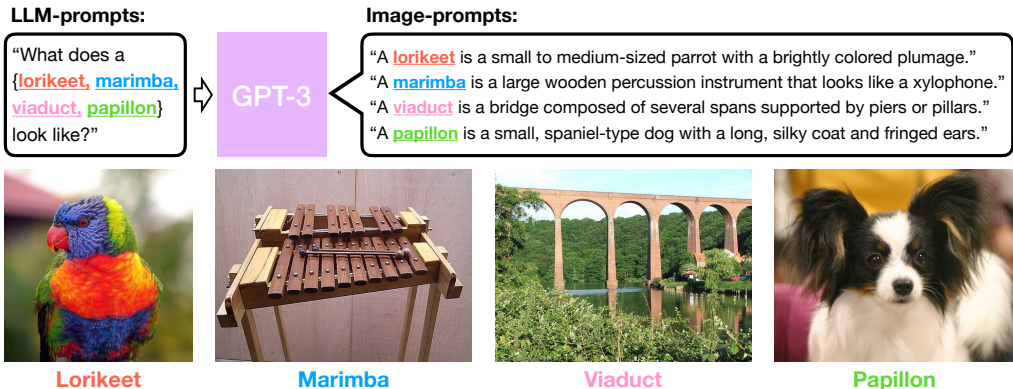 LLM-prompts:
“What does a
{lorikeet, marimba,
viaduct, papillon}
look like?”
GPT-3
Image-prompts:
“A lorikeet is a small to medium-sized parrot with a brightly colored plumage.”
“A marimba is a large wooden percussion instrument that looks like a xylophone.”
“A viaduct is a bridge composed of several spans supported by piers or pillars.”
“A papillon is a small, spaniel-type dog with a long, silky coat and fringed ears.”
Lorikeet
Marimba
Viaduct
Papillon